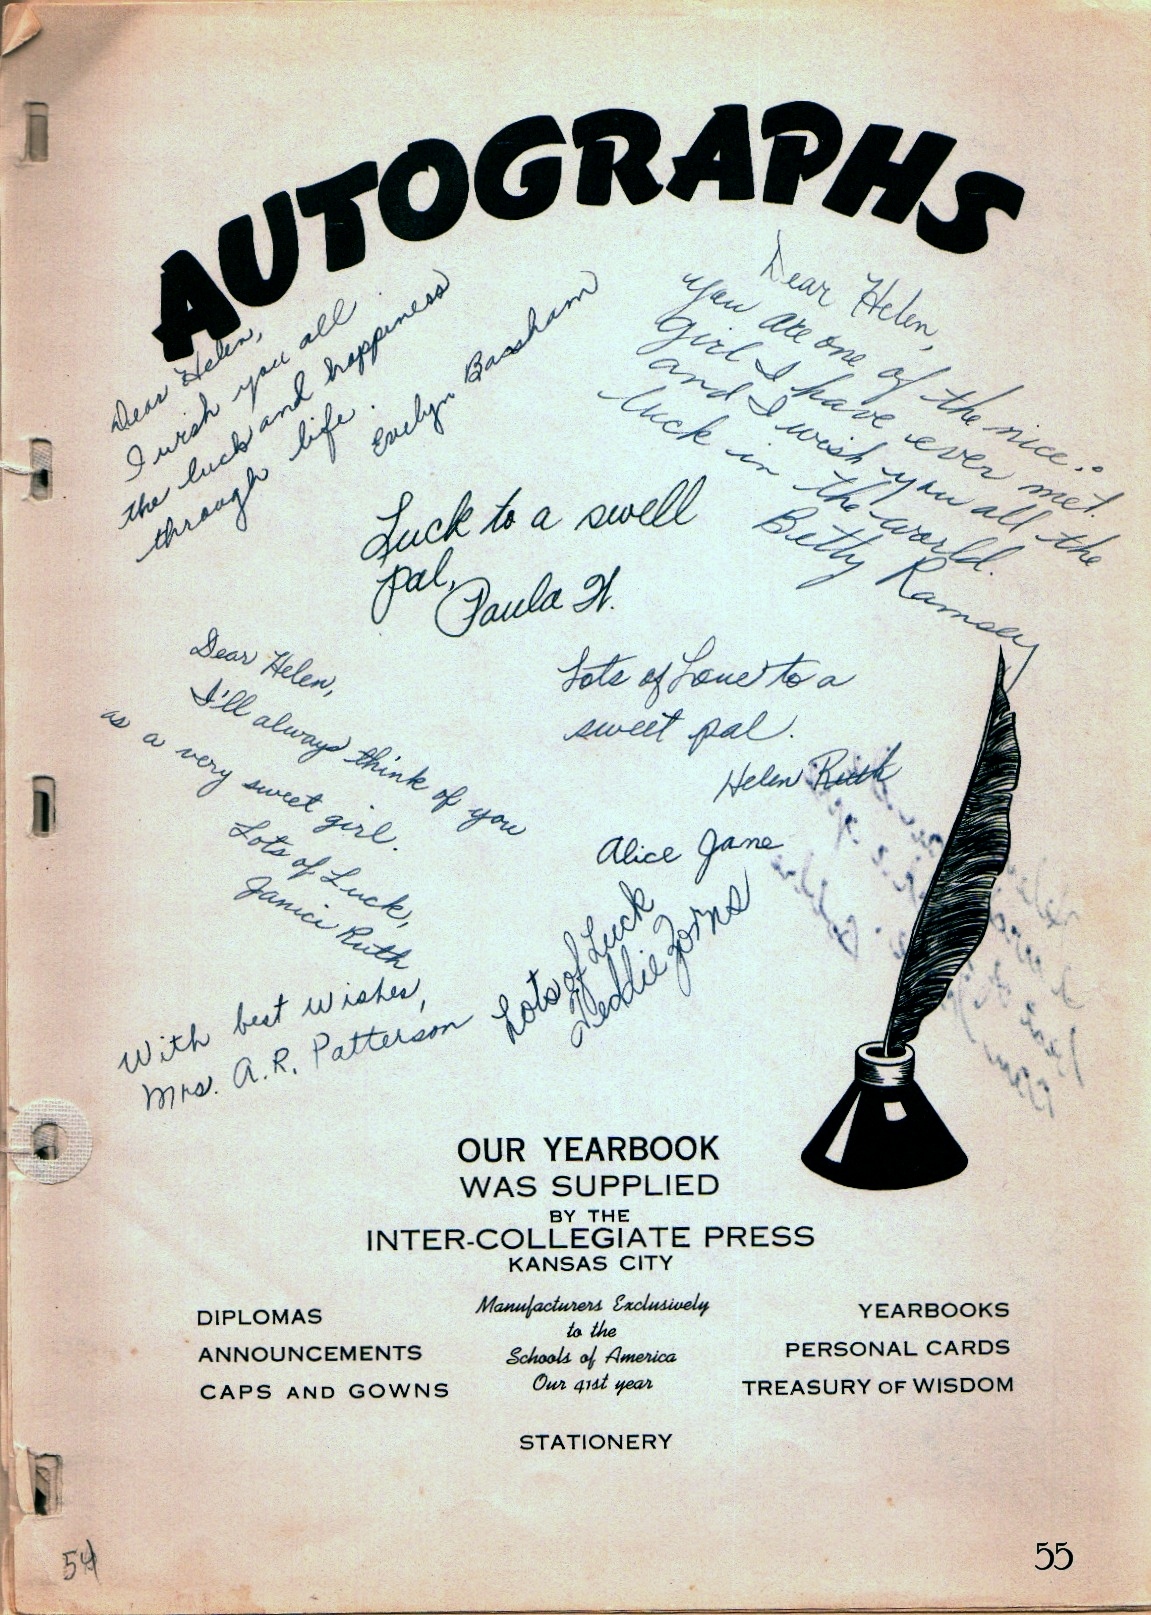 AUTOGRAPHS
Dear Helen,
I wish you all
the luck and happiness
through life.
Evelyn Bassham
Dear Helen,
you are one of the nice.
girl I have ever met.
and I wish you all the
luck in the world.
Betty Ramsey
Luck to a swell
pal,
Paula H.
Dear Helen,
I'll always think of you
as a very sweet girl.
Lots of Luck,
Janice Ruth
Lots of Love to a
sweet pal.
Helen Ruth
Alice Jane
Lots of Luck
Neddie Zorns
With best wishes,
Mrs. A.R. Patterson
OUR YEARBOOK
WAS SUPPLIED
BY THE
INTER-COLLEGIATE PRESS
KANSAS CITY
DIPLOMAS
ANNOUNCEMENTS
CAPS AND GOWNS
Manufacturers Exclusively
to the
Schools of America
Our 41st year
YEARBOOKS
PERSONAL CARDS
TREASURY OF WISDOM
STATIONERY
55